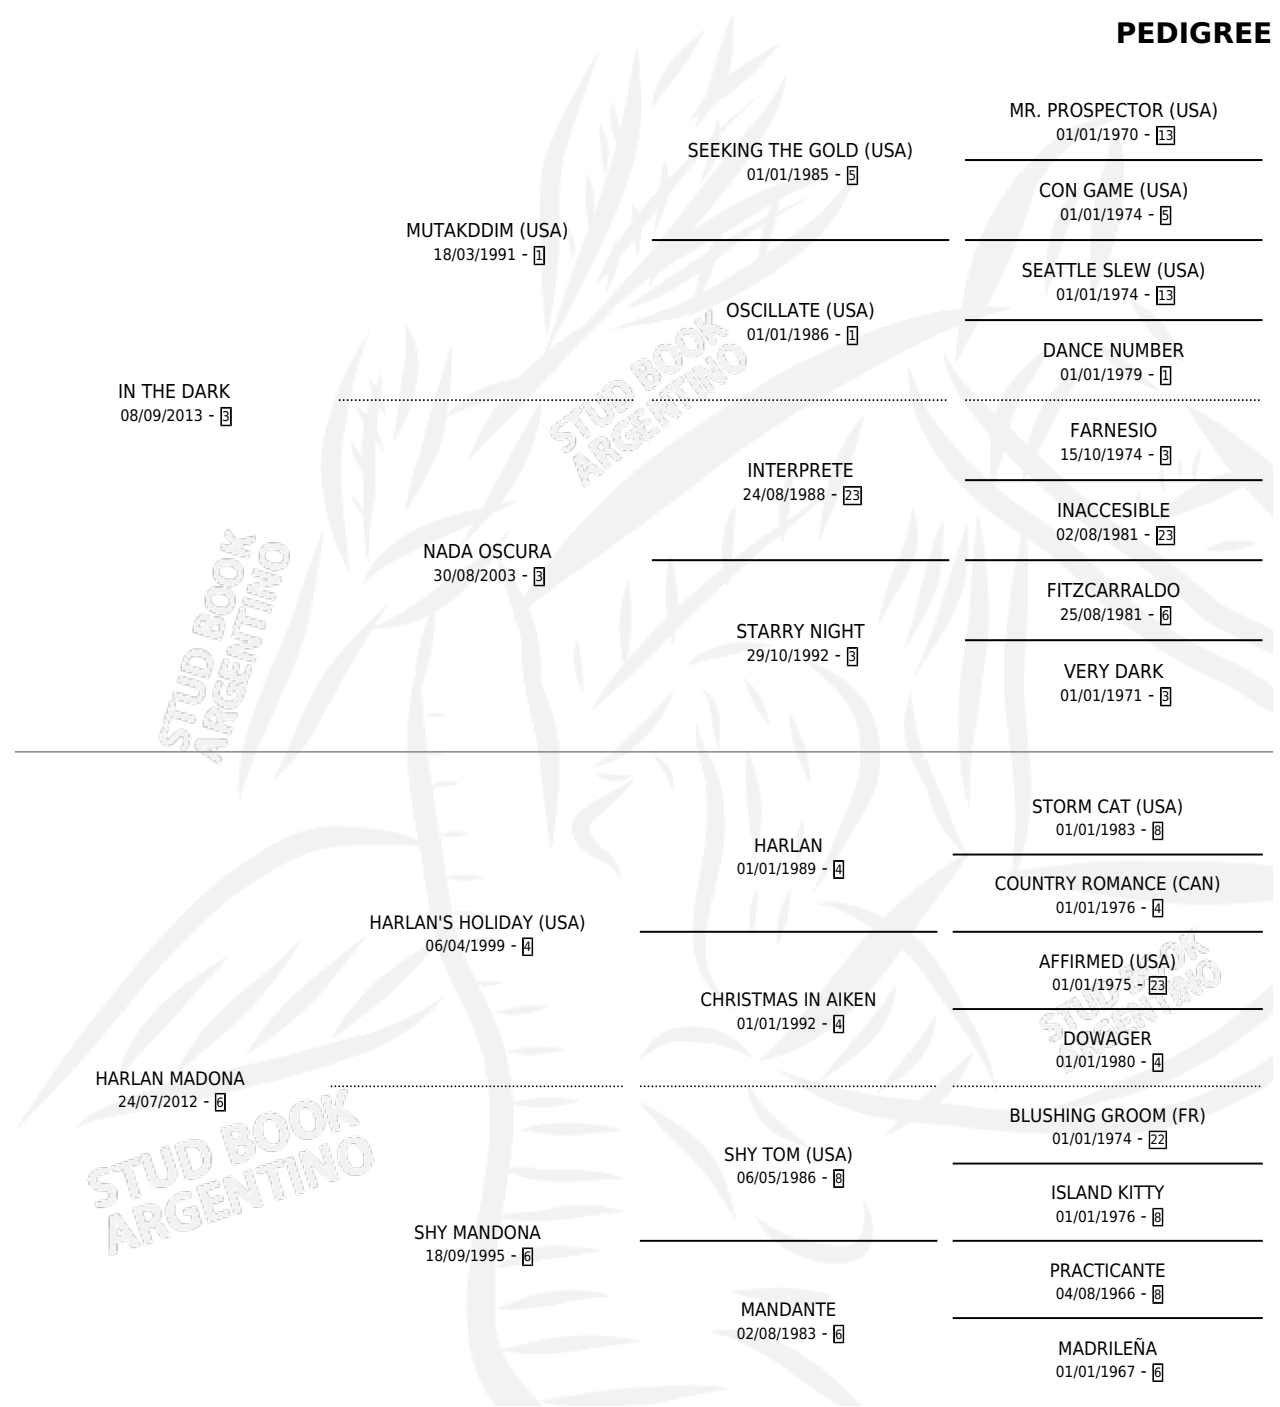 PEDIGREE
MR. PROSPECTOR (USA)
01/01/1970 - 13
SEEKING THE GOLD (USA)
01/01/1985 - 5
CON GAME (USA)
01/01/1974 - 5
MUTAKDDIM (USA)
18/03/1991 - 1
SEATTLE SLEW (USA)
01/01/1974 - 13
OSCILLATE (USA)
01/01/1986 - 1
DANCE NUMBER
01/01/1979 - 1
IN THE DARK
08/09/2013 - 3
FARNESIO
15/10/1974 - 3
INTERPRETE
24/08/1988 - 23
INACCESIBLE
02/08/1981 - 23
NADA OSCURA
30/08/2003 - 3
FITZCARRALDO
25/08/1981 - 6
STARRY NIGHT
29/10/1992 - 3
VERY DARK
01/01/1971 - 3
STORM CAT (USA)
01/01/1983 - 8
HARLAN
01/01/1989 - 4
COUNTRY ROMANCE (CAN)
01/01/1976 - 4
HARLAN'S HOLIDAY (USA)
06/04/1999 - 4
AFFIRMED (USA)
01/01/1975 - 23
CHRISTMAS IN AIKEN
01/01/1992 - 4
DOWAGER
01/01/1980 - 4
HARLAN MADONA
24/07/2012 - 6
BLUSHING GROOM (FR)
01/01/1974 - 22
SHY TOM (USA)
06/05/1986 - 8
ISLAND KITTY
01/01/1976 - 8
SHY MANDONA
18/09/1995 - 6
PRACTICANTE
04/08/1966 - 8
MANDANTE
02/08/1983 - 6
MADRILEÑA
01/01/1967 - 6
STUD BOOK
ARGENTINO
STUD BOOK
ARGENTINO
STUD BOOK
ARGENTINO
STUD BOOK
ARGENTINO